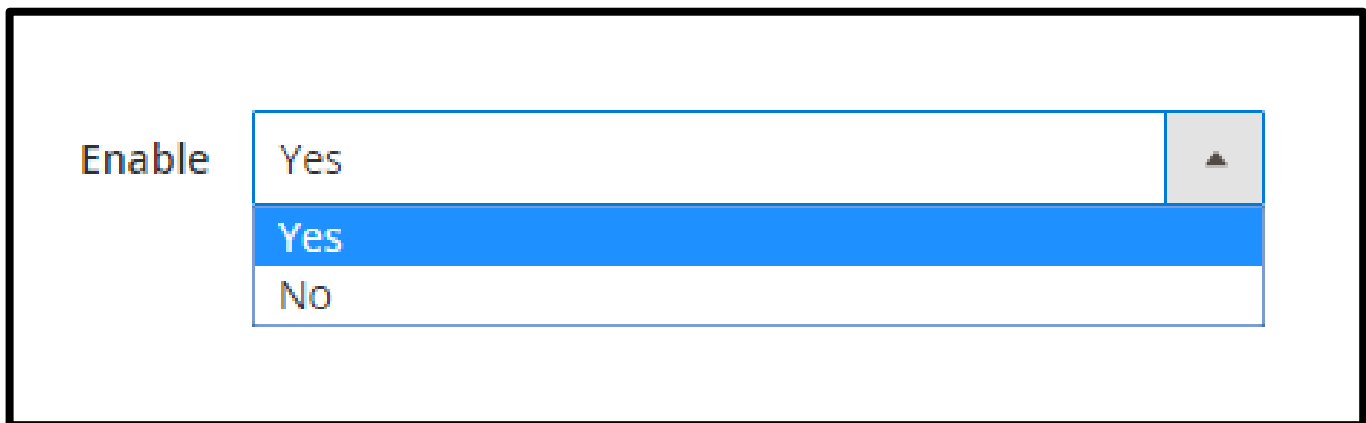 Enable Yes
Yes
No